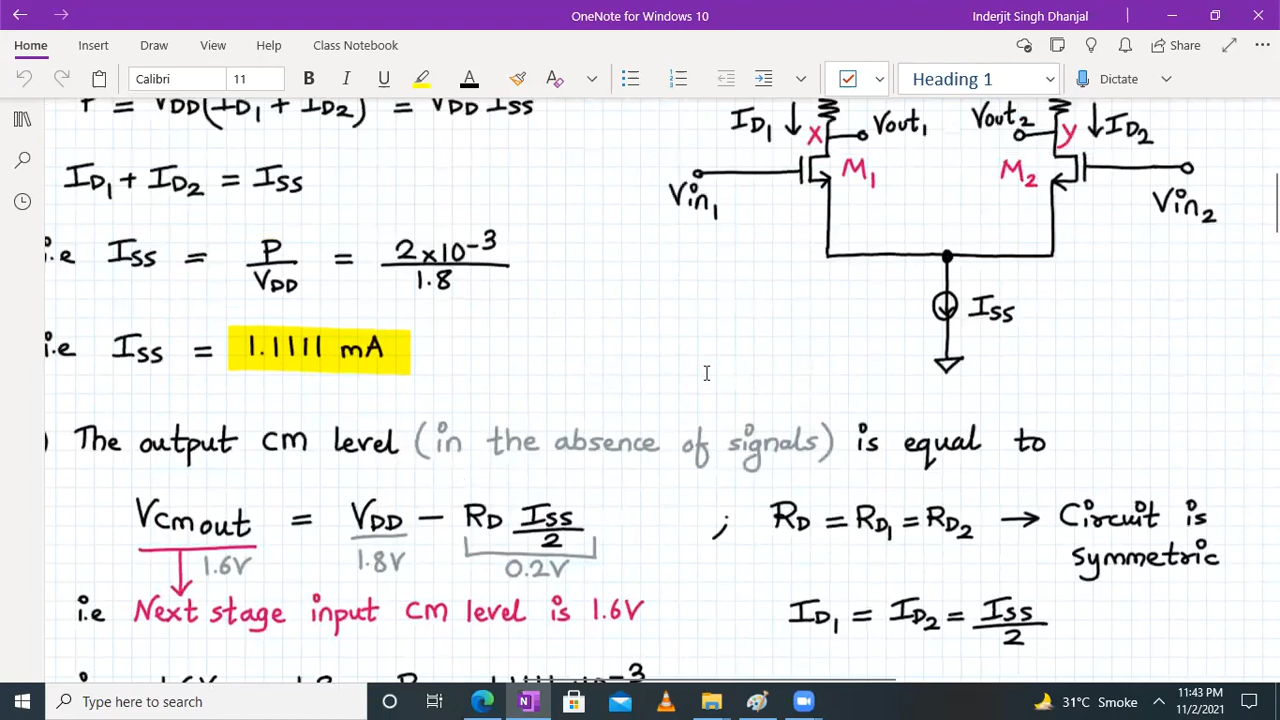 OneNote for Windows 10
Inderjit Singh Dhanjal
Home Insert Draw View Help Class Notebook
Share
Calibri 11 B I U A Heading 1 Dictate
P = VDD(ID1 + ID2) = VDD ISS
ID1 + ID2 = ISS
i.e ISS = P/VDD = 2×10^-3/1.8
i.e ISS = 1.1111 mA
ID1 ↓ X Vout1 Vout2 Y ↓ ID2
M1 M2
Vin1 Vin2
ISS
) The output CM level (in the absence of signals) is equal to
VCMout = VDD − RD ISS/2 ; RD = RD1 = RD2 → Circuit is
symmetric
1.6V 1.8V 0.2V
i.e Next stage input CM level is 1.6V
ID1 = ID2 = ISS/2
Type here to search
31°C Smoke
11:43 PM
11/2/2021